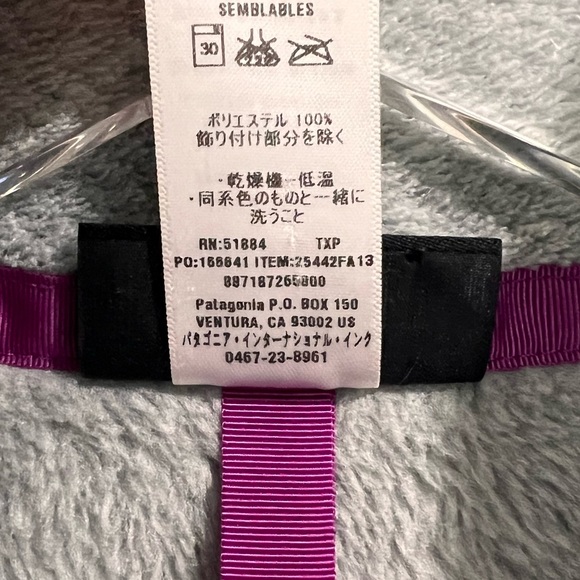 SEMBLABLES
30
ポリエステル 100%
飾り付け部分を除く
・乾燥機一低温
・同系色のものと一緒に
洗うこと
RN:51884 TXP
PO:166641 ITEM:25442FA13
Patagonia P.O. BOX 150
VENTURA, CA 93002 US
パタゴニア・インターナショナル・インク
0467-23-8961